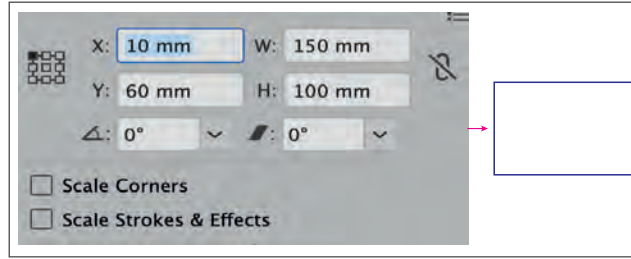 X: 10 mm W: 150 mm
Y: 60 mm H: 100 mm
: 0° : 0°
Scale Corners
Scale Strokes & Effects